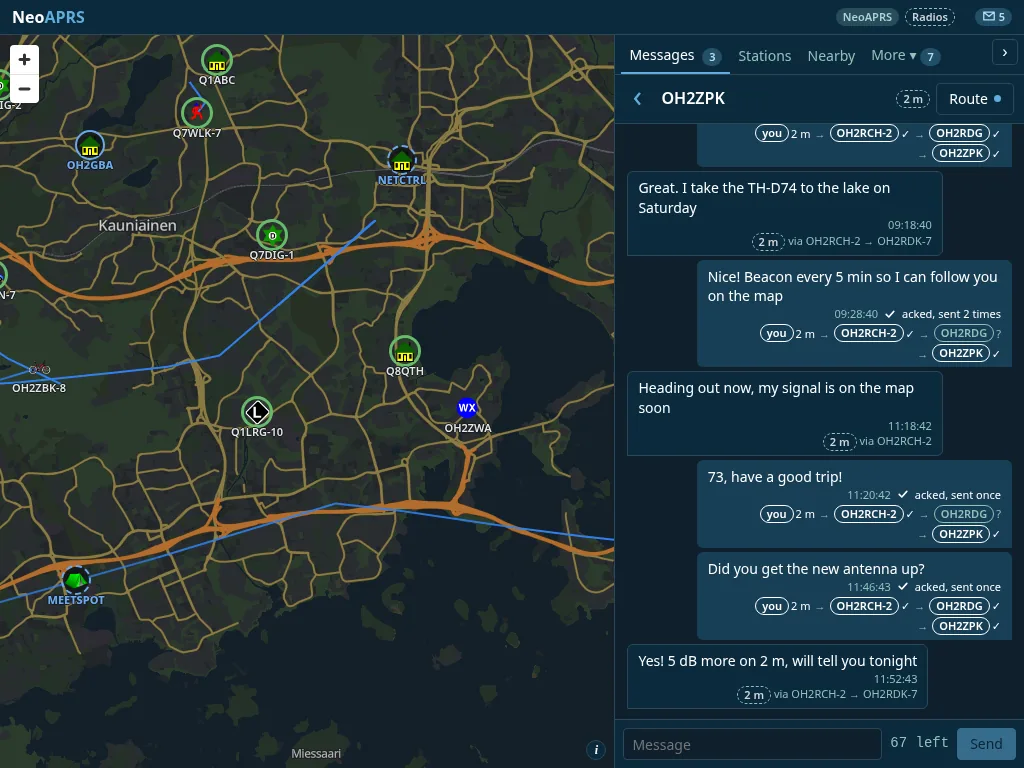 NeoAPRS
NeoAPRS Radios 5
+
−
IG-2
Q1ABC
Q7WLK-7
OH2GBA
NETCTRL
Kauniainen
D
Q7DIG-1
N-7
OH2ZBK-8
Q8QTH
L
Q1LRG-10
WX
OH2ZWA
MEETSPOT
Miessaari
i
Messages 3 Stations Nearby More ▾ 7 ›
OH2ZPK 2 m Route
you 2 m → OH2RCH-2 ✓ → OH2RDG ✓
→ OH2ZPK ✓
Great. I take the TH-D74 to the lake on
Saturday
09:18:40
2 m via OH2RCH-2 → OH2RDK-7
Nice! Beacon every 5 min so I can follow you
on the map
09:28:40 ✓ acked, sent 2 times
you 2 m → OH2RCH-2 ✓ → OH2RDG ?
→ OH2ZPK ✓
Heading out now, my signal is on the map
soon
11:18:42
2 m via OH2RCH-2
73, have a good trip!
11:20:42 ✓ acked, sent once
you 2 m → OH2RCH-2 ✓ → OH2RDG ?
→ OH2ZPK ✓
Did you get the new antenna up?
11:46:43 ✓ acked, sent once
you 2 m → OH2RCH-2 ✓ → OH2RDG ✓
→ OH2ZPK ✓
Yes! 5 dB more on 2 m, will tell you tonight
11:52:43
2 m via OH2RCH-2 → OH2RDK-7
Message 67 left Send